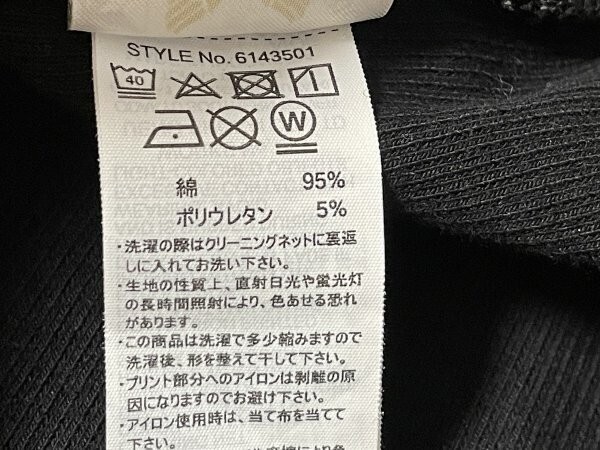 STYLE No. 6143501
40
W
綿 95%
ポリウレタン 5%
・洗濯の際はクリーニングネットに裏返
しに入れてお洗い下さい。
・生地の性質上、直射日光や蛍光灯
の長時間照射により、色あせる恐れ
があります。
・この商品は洗濯で多少縮みますので
洗濯後、形を整えて干して下さい。
・プリント部分へのアイロンは剥離の原
因になりますのでお避け下さい。
・アイロン使用時は、当て布を当てて
下さい。